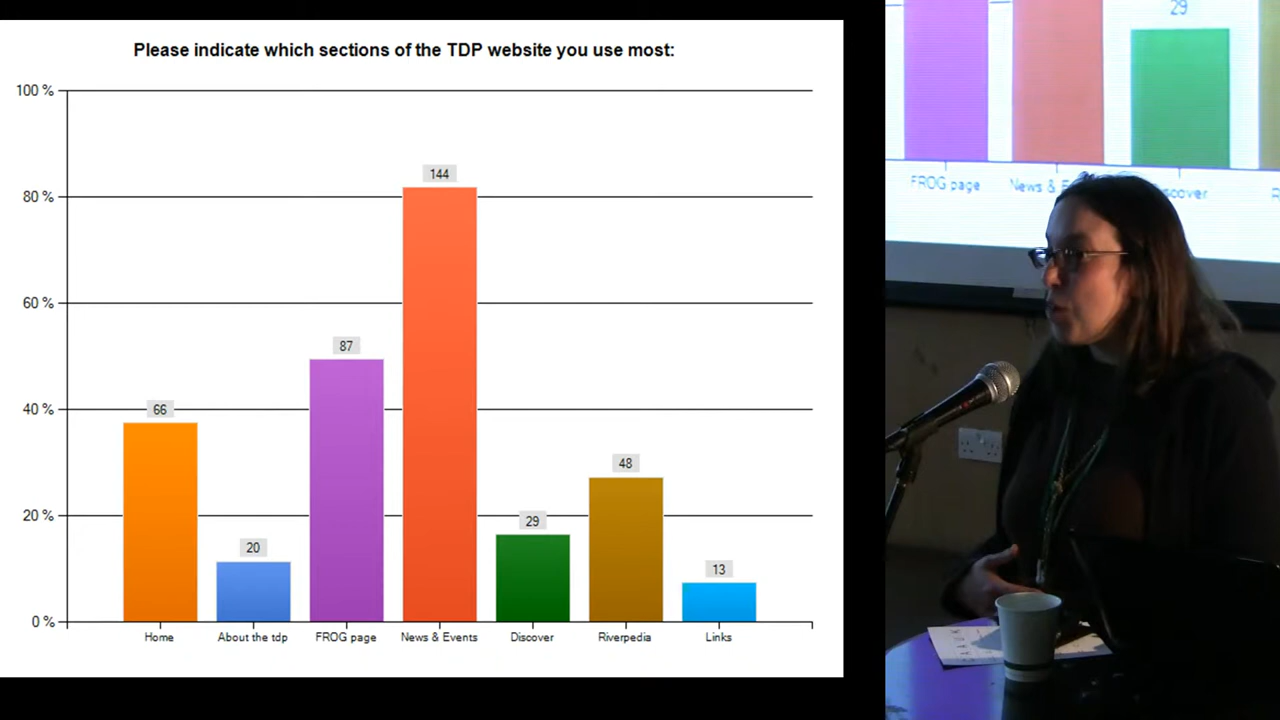 Please indicate which sections of the TDP website you use most:
100 %
80 %
60 %
40 %
20 %
0 %
66
20
87
144
29
48
13
Home
About the tdp
FROG page
News & Events
Discover
Riverpedia
Links
29
FROG page
News &